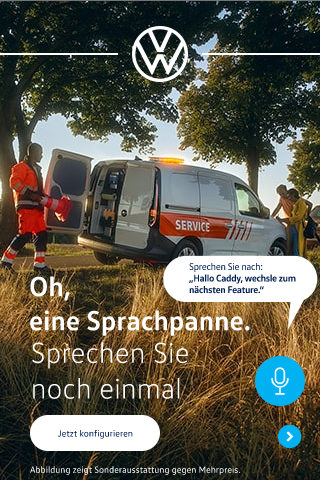 SERVICE
Sprechen Sie nach:
„Hallo Caddy, wechsle zum
nächsten Feature.“
Oh,
eine Sprachpanne.
Sprechen Sie
noch einmal
Jetzt konfigurieren
Abbildung zeigt Sonderausstattung gegen Mehrpreis.